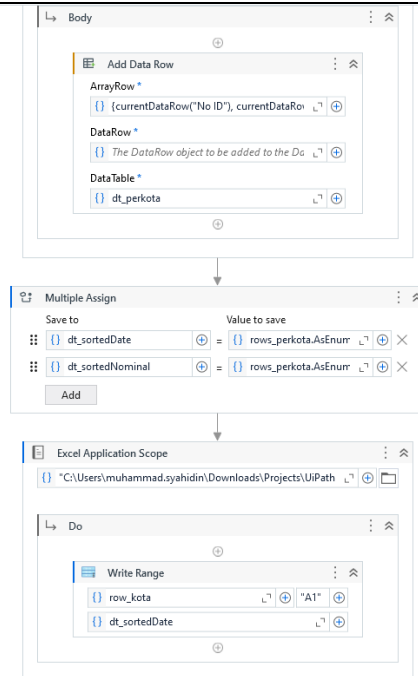 Body
Add Data Row
ArrayRow *
{currentDataRow("No ID"), currentDataRov
DataRow *
The DataRow object to be added to the Da
DataTable *
dt_perkota
Multiple Assign
Save to Value to save
{} dt_sortedDate = {} rows_perkota.AsEnum
{} dt_sortedNominal = {} rows_perkota.AsEnum
Add
Excel Application Scope
{} "C:\Users\muhammad.syahidin\Downloads\Projects\UiPath
Do
Write Range
{} row_kota "A1"
{} dt_sortedDate